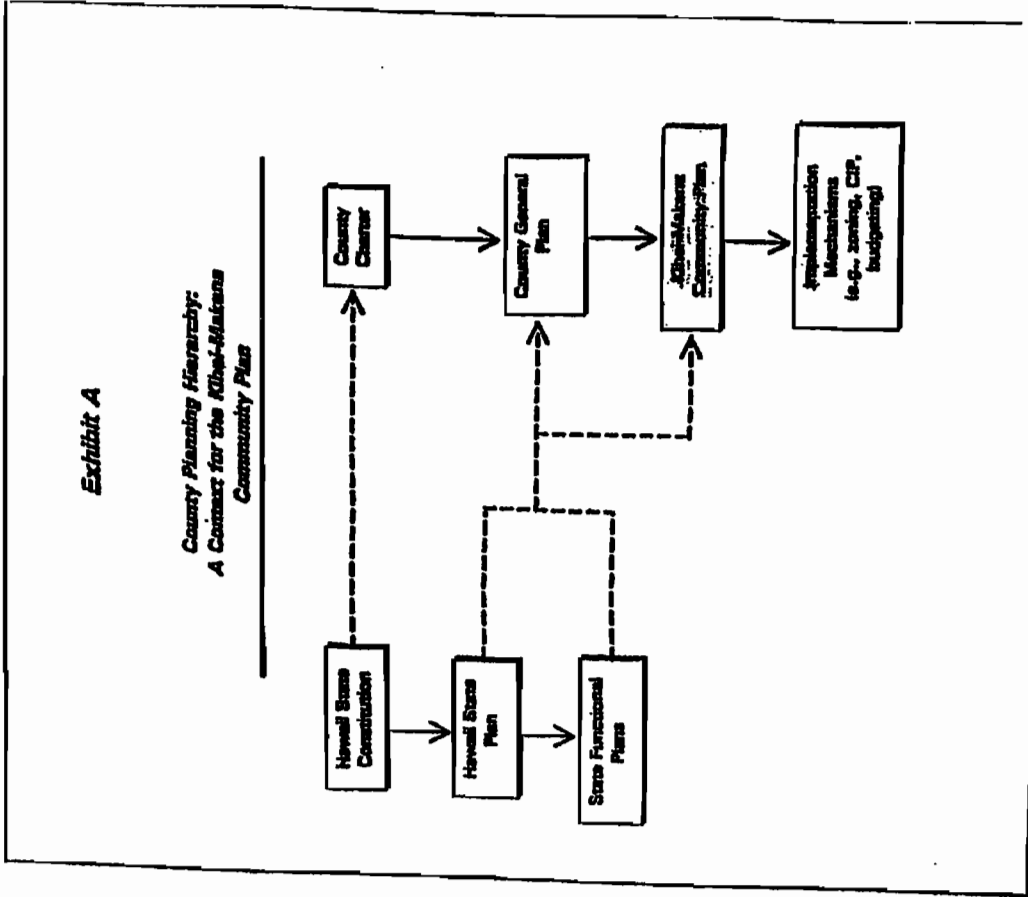 Exhibit A
County Planning Hierarchy:
A Context for the Kihei-Makena
Community Plan
Hawaii State
Constitution
County
Charter
Hawaii State
Plan
County General
Plan
State Functional
Plans
Kihei-Makena
Community Plan
Implementation
Mechanisms
(e.g., zoning, CIP,
budgeting)